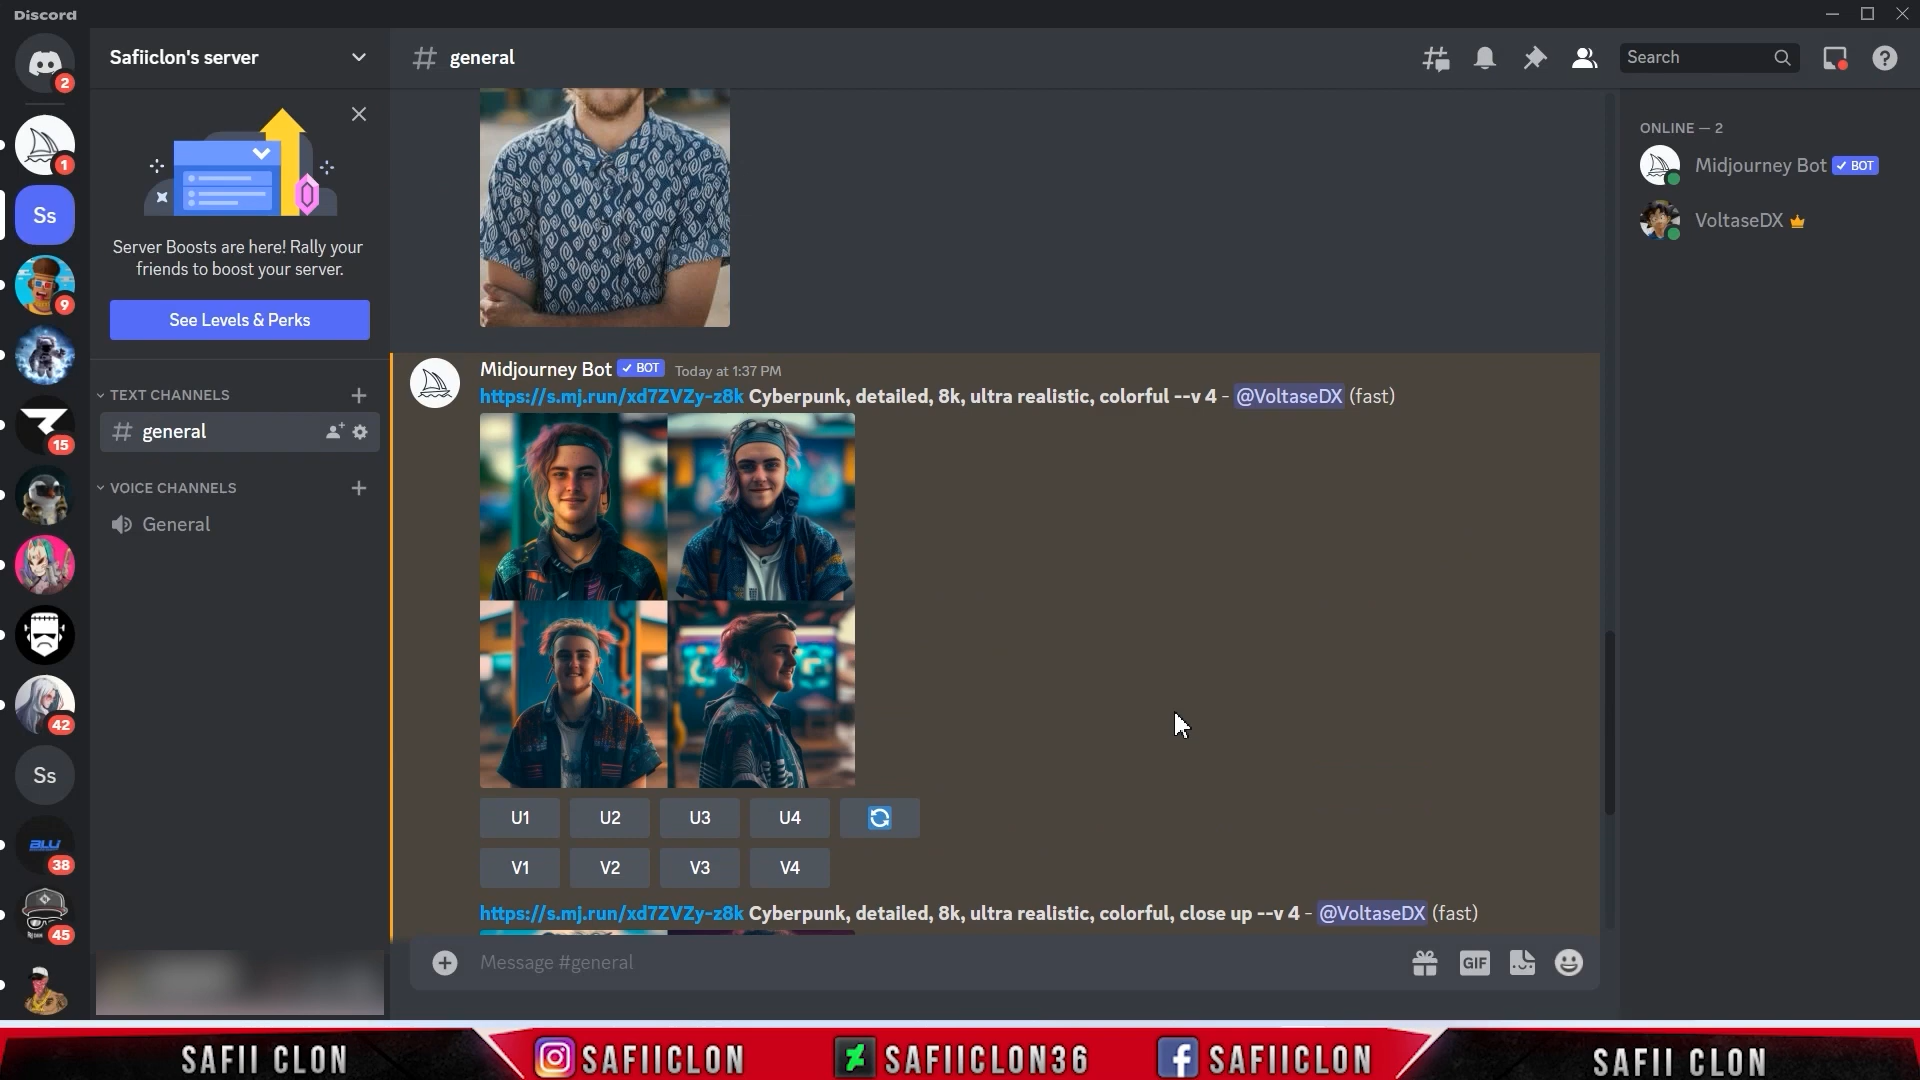 Discord
2
1
Ss
9
15
42
Ss
BLU
38
45
Safiiclon's server
Server Boosts are here! Rally your
friends to boost your server.
See Levels & Perks
TEXT CHANNELS
general
VOICE CHANNELS
General
# general
Search
Midjourney Bot BOT Today at 1:37 PM
https://s.mj.run/xd7ZVZy-z8k Cyberpunk, detailed, 8k, ultra realistic, colorful --v 4 - @VoltaseDX (fast)
U1 U2 U3 U4
V1 V2 V3 V4
https://s.mj.run/xd7ZVZy-z8k Cyberpunk, detailed, 8k, ultra realistic, colorful, close up --v 4 - @VoltaseDX (fast)
Message #general
GIF
ONLINE — 2
Midjourney Bot BOT
VoltaseDX
SAFII CLON SAFIICLON SAFIICLON36 SAFIICLON SAFII CLON